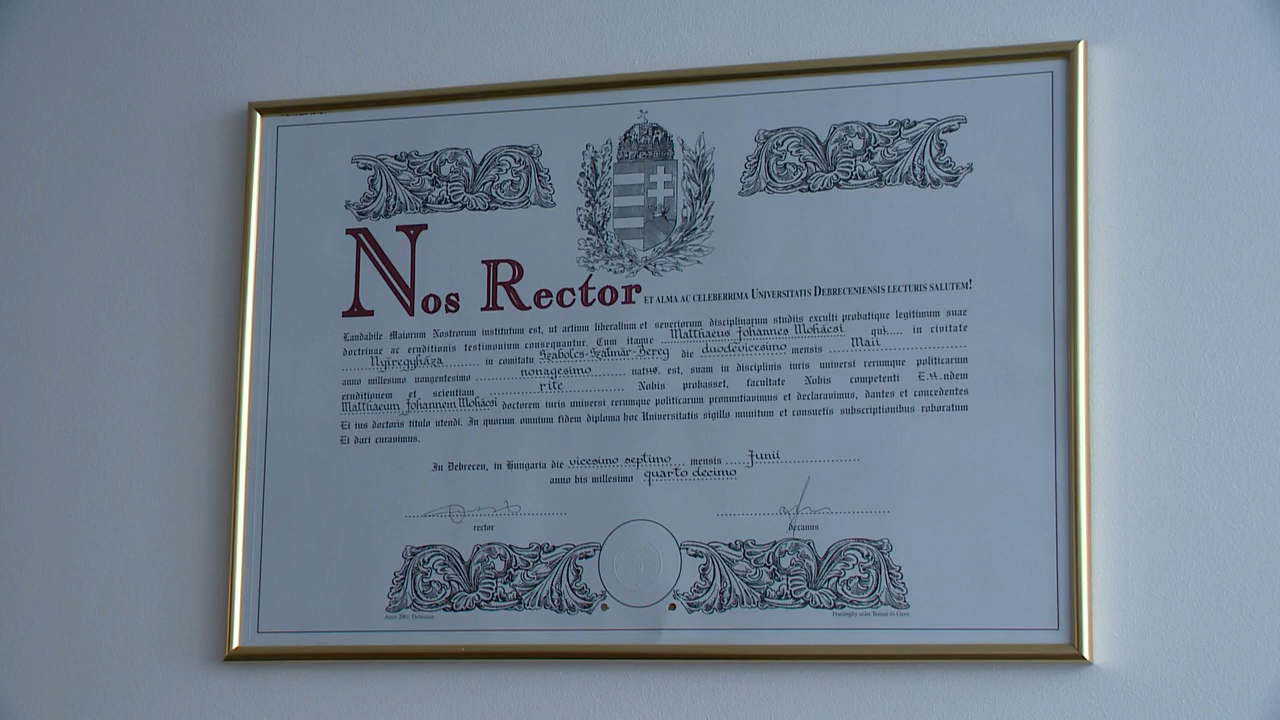 Nos Rector ET ALMA AC CELEBERRIMA UNIVERSITATIS DEBRECENIENSIS LECTURIS SALUTEM!
Laudabile Maiorum Nostrorum institutum est, ut artium liberalium et severiorum disciplinarum studiis exculti probatique legitimum suae
doctrinae ac eruditionis testimonium consequantur. Cum itaque Matthaeus Johannes Mohácsi qui..... in civitate
Nyíregyháza in comitatu Szabolcs-Szatmár-Bereg die duodevicesimo mensis Maii
anno millesimo nongentesimo nonagesimo natus est, suam in disciplinis iuris universi rerumque politicarum
eruditionem et scientiam rite Nobis probasset, facultate Nobis competenti Eundem
Matthaeum Johannem Mohácsi doctorem iuris universi rerumque politicarum pronuntiavimus et declaravimus, dantes et concedentes
Ei ius doctoris titulo utendi. In quorum omnium fidem diploma hoc Universitatis sigillo munitum et consuetis subscriptionibus roboratum
Ei dari curavimus.
In Debrecen, in Hungaria die vicesimo septimo mensis Junii
anno bis millesimo quarto decimo
rector decanus
Anno 2001 Debrecen